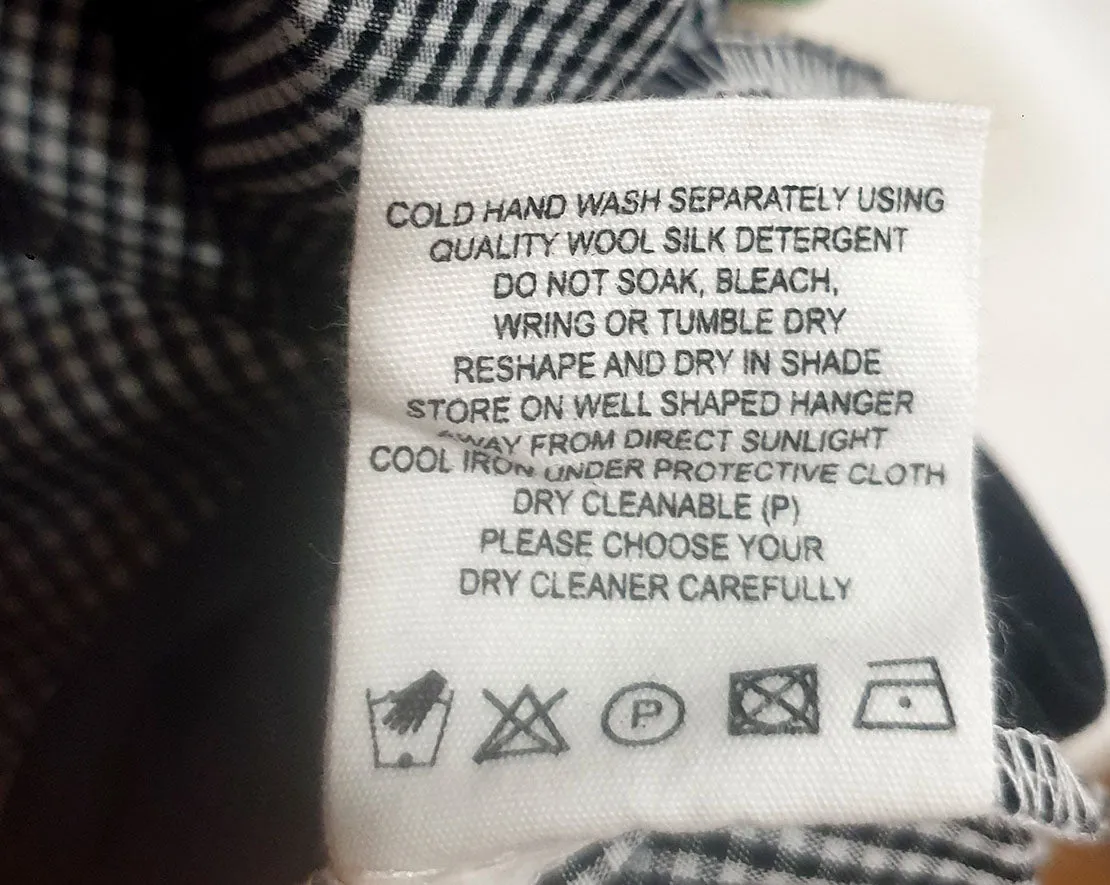 COLD HAND WASH SEPARATELY USING
QUALITY WOOL SILK DETERGENT
DO NOT SOAK, BLEACH,
WRING OR TUMBLE DRY
RESHAPE AND DRY IN SHADE
STORE ON WELL SHAPED HANGER
AWAY FROM DIRECT SUNLIGHT
COOL IRON UNDER PROTECTIVE CLOTH
DRY CLEANABLE (P)
PLEASE CHOOSE YOUR
DRY CLEANER CAREFULLY
P